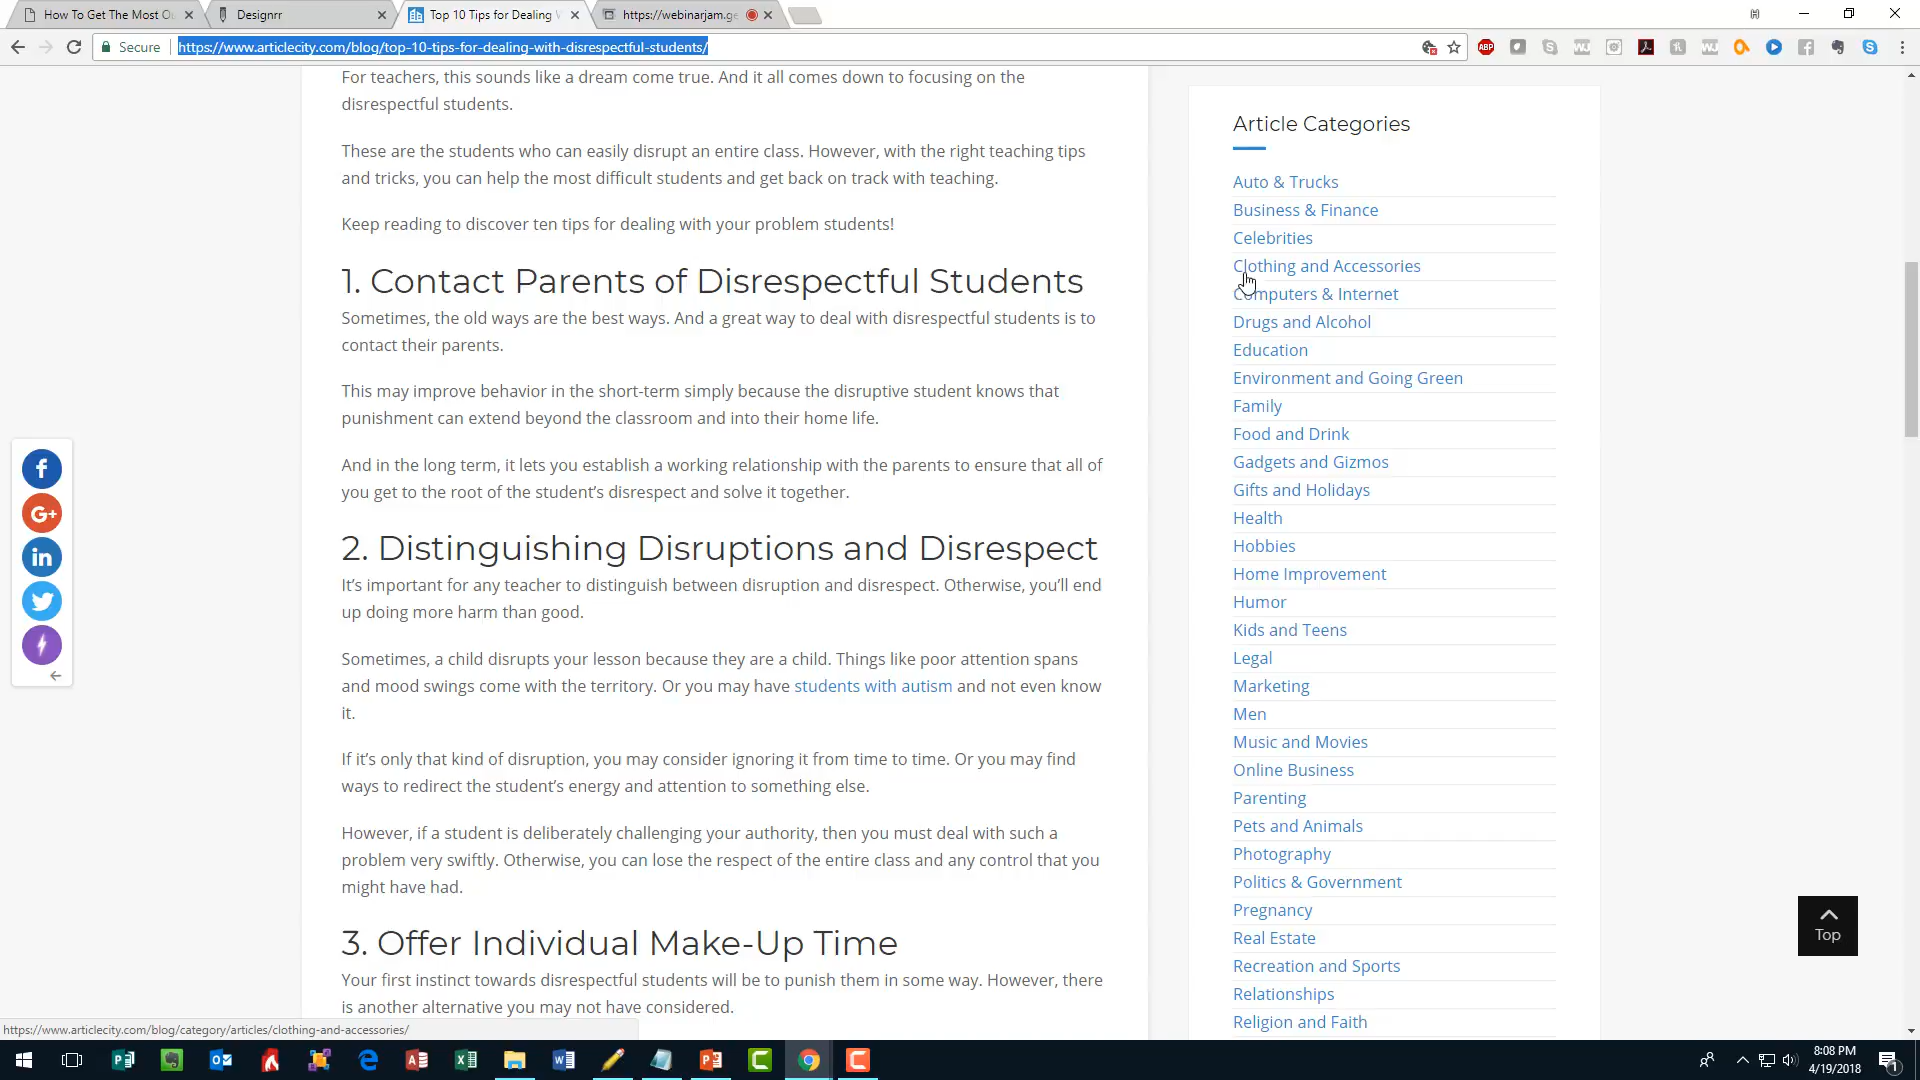 How To Get The Most Ou
Designrr
Top 10 Tips for Dealing W
https://webinarjam.ge
Secure
https://www.articlecity.com/blog/top-10-tips-for-dealing-with-disrespectful-students/
ABP
For teachers, this sounds like a dream come true. And it all comes down to focusing on the
disrespectful students.
These are the students who can easily disrupt an entire class. However, with the right teaching tips
and tricks, you can help the most difficult students and get back on track with teaching.
Keep reading to discover ten tips for dealing with your problem students!
1. Contact Parents of Disrespectful Students
Sometimes, the old ways are the best ways. And a great way to deal with disrespectful students is to
contact their parents.
This may improve behavior in the short-term simply because the disruptive student knows that
punishment can extend beyond the classroom and into their home life.
And in the long term, it lets you establish a working relationship with the parents to ensure that all of
you get to the root of the student’s disrespect and solve it together.
2. Distinguishing Disruptions and Disrespect
It’s important for any teacher to distinguish between disruption and disrespect. Otherwise, you’ll end
up doing more harm than good.
Sometimes, a child disrupts your lesson because they are a child. Things like poor attention spans
and mood swings come with the territory. Or you may have students with autism and not even know
it.
If it’s only that kind of disruption, you may consider ignoring it from time to time. Or you may find
ways to redirect the student’s energy and attention to something else.
However, if a student is deliberately challenging your authority, then you must deal with such a
problem very swiftly. Otherwise, you can lose the respect of the entire class and any control that you
might have had.
3. Offer Individual Make-Up Time
Your first instinct towards disrespectful students will be to punish them in some way. However, there
is another alternative you may not have considered.
Article Categories
Auto & Trucks
Business & Finance
Celebrities
Clothing and Accessories
Computers & Internet
Drugs and Alcohol
Education
Environment and Going Green
Family
Food and Drink
Gadgets and Gizmos
Gifts and Holidays
Health
Hobbies
Home Improvement
Humor
Kids and Teens
Legal
Marketing
Men
Music and Movies
Online Business
Parenting
Pets and Animals
Photography
Politics & Government
Pregnancy
Real Estate
Recreation and Sports
Relationships
Religion and Faith
Top
https://www.articlecity.com/blog/category/articles/clothing-and-accessories/
8:08 PM
4/19/2018
1